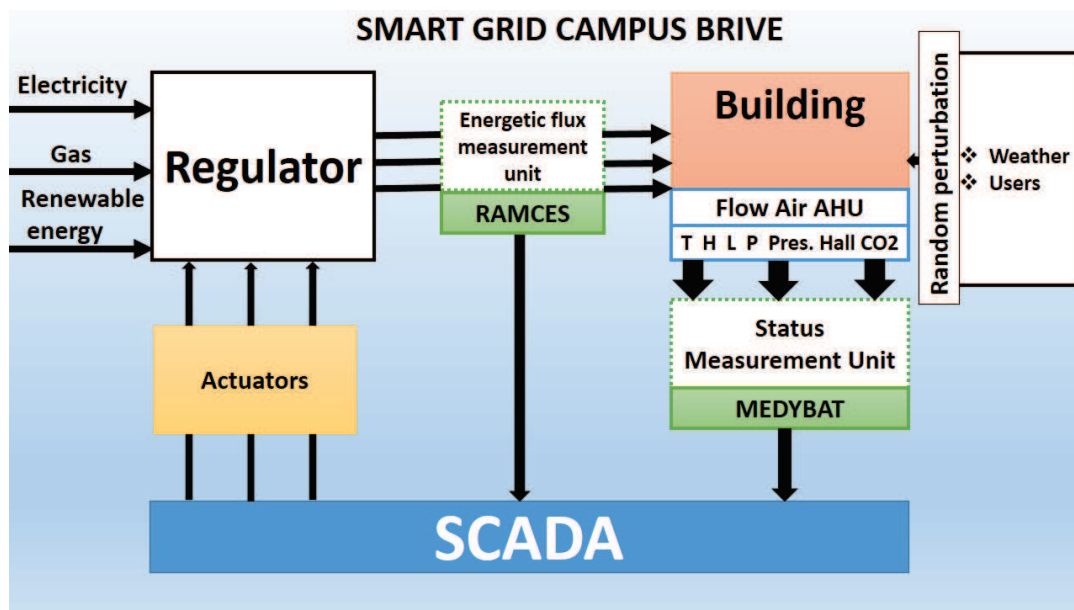 SMART GRID CAMPUS BRIVE
Electricity
Gas
Renewable
energy
Regulator
Energetic flux
measurement
unit
RAMCES
Building
Flow Air AHU
T H L P Pres. Hall CO2
Random perturbation
❖ Weather
❖ Users
Actuators
Status
Measurement Unit
MEDYBAT
SCADA